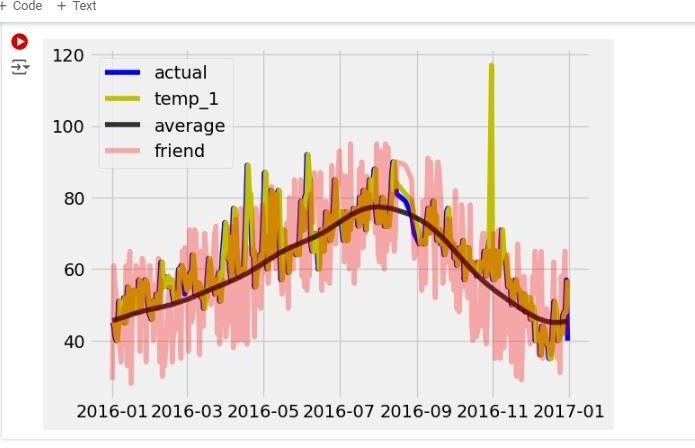 + Code + Text
120
100
80
60
40
actual
temp_1
average
friend
2016-01 2016-03 2016-05 2016-07 2016-09 2016-11 2017-01